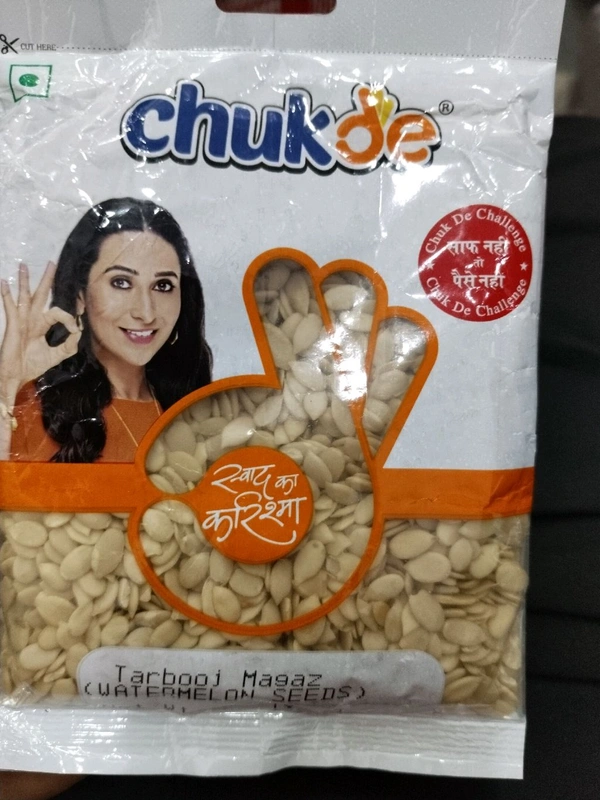 CUT HERE
chukde®
Chuk De Challenge
साफ नहीं
तो
पैसे नहीं
Chuk De Challenge
स्वाद का
करिश्मा
Tarbooj Magaz
(WATERMELON SEEDS)